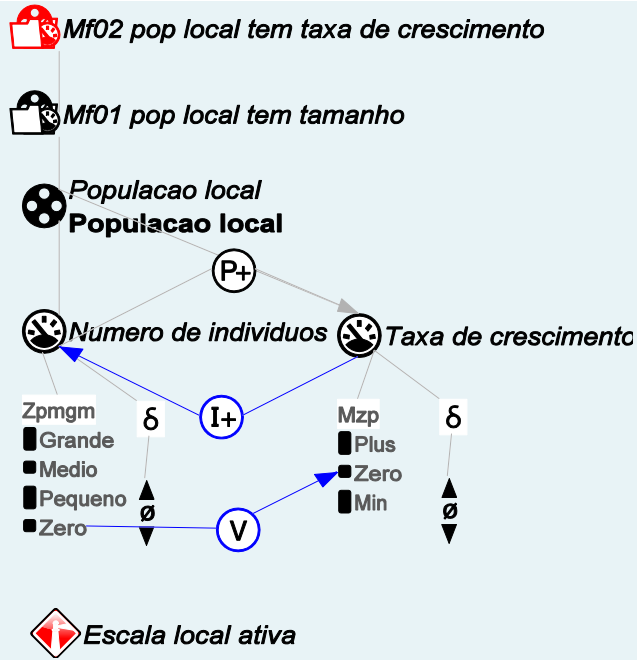 Mf02 pop local tem taxa de crescimento
Mf01 pop local tem tamanho
Populacao local
Populacao local
P+
Numero de individuos
Taxa de crescimento
I+
Zpmgm
δ
Grande
Medio
Pequeno
Zero
ø
Mzp
δ
Plus
Zero
Min
ø
V
Escala local ativa